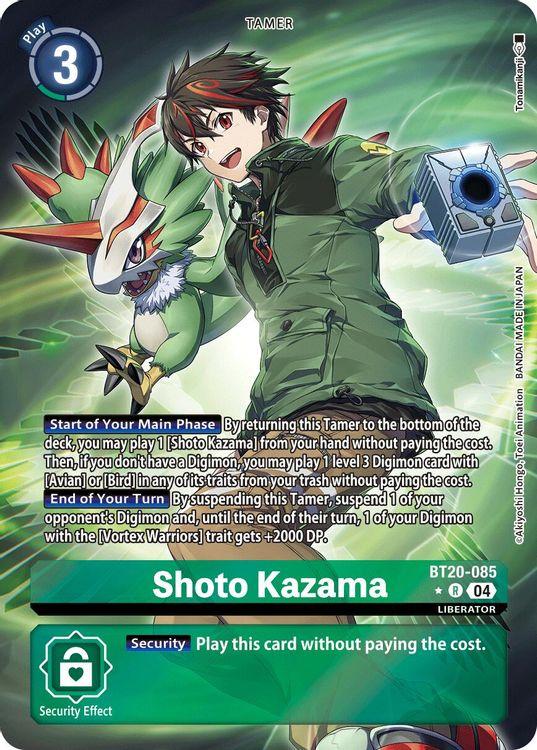 TAMER
Play
3
Tonamikanji
Start of Your Main Phase By returning this Tamer to the bottom of the
deck, you may play 1 [Shoto Kazama] from your hand without paying the cost.
Then, if you don't have a Digimon, you may play 1 level 3 Digimon card with
[Avian] or [Bird] in any of its traits from your trash without paying the cost.
End of Your Turn By suspending this Tamer, suspend 1 of your
opponent's Digimon and, until the end of their turn, 1 of your Digimon
with the [Vortex Warriors] trait gets +2000 DP.
©Akiyoshi Hongo, Toei Animation BANDAI MADE IN JAPAN
Shoto Kazama
BT20-085
★ R 04
LIBERATOR
Security Play this card without paying the cost.
Security Effect